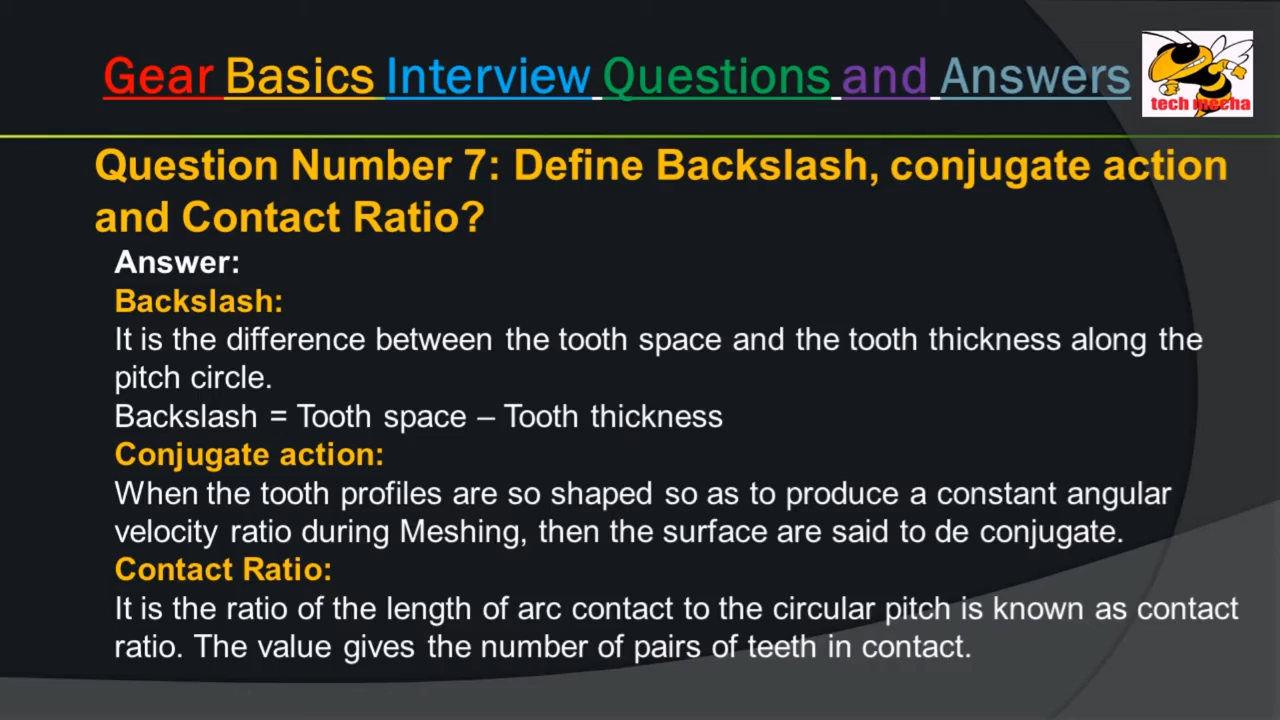 Gear Basics Interview Questions and Answers
tech mecha
Question Number 7: Define Backslash, conjugate action
and Contact Ratio?
Answer:
Backslash:
It is the difference between the tooth space and the tooth thickness along the
pitch circle.
Backslash = Tooth space – Tooth thickness
Conjugate action:
When the tooth profiles are so shaped so as to produce a constant angular
velocity ratio during Meshing, then the surface are said to de conjugate.
Contact Ratio:
It is the ratio of the length of arc contact to the circular pitch is known as contact
ratio. The value gives the number of pairs of teeth in contact.